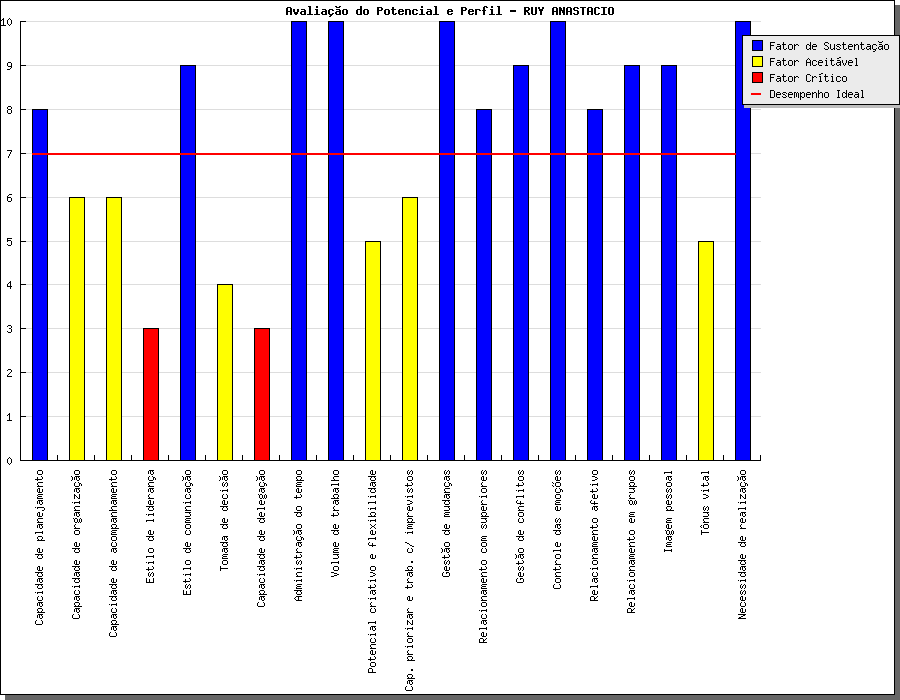 Avaliação do Potencial e Perfil - RUY ANASTACIO
10
9
8
7
6
5
4
3
2
1
0
Fator de Sustentação
Fator Aceitável
Fator Crítico
Desempenho Ideal
Capacidade de planejamento
Capacidade de organização
Capacidade de acompanhamento
Estilo de liderança
Estilo de comunicação
Tomada de decisão
Capacidade de delegação
Administração do tempo
Volume de trabalho
Potencial criativo e flexibilidade
Cap. priorizar e trab. c/ imprevistos
Gestão de mudanças
Relacionamento com superiores
Gestão de conflitos
Controle das emoções
Relacionamento afetivo
Relacionamento em grupos
Imagem pessoal
Tônus vital
Necessidade de realização